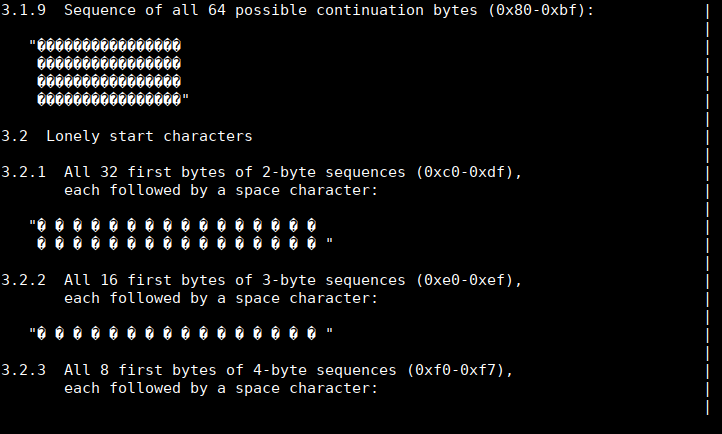 3.1.9  Sequence of all 64 possible continuation bytes (0x80-0xbf):            |
                                                                              |
   "����������������                                                          |
    ����������������                                                          |
    ����������������                                                          |
    ����������������"                                                         |
                                                                              |
3.2  Lonely start characters                                                  |
                                                                              |
3.2.1  All 32 first bytes of 2-byte sequences (0xc0-0xdf),                    |
       each followed by a space character:                                    |
                                                                              |
   "� � � � � � � � � � � � � � � �                                           |
    � � � � � � � � � � � � � � � � "                                         |
                                                                              |
3.2.2  All 16 first bytes of 3-byte sequences (0xe0-0xef),                    |
       each followed by a space character:                                    |
                                                                              |
   "� � � � � � � � � � � � � � � � "                                         |
                                                                              |
3.2.3  All 8 first bytes of 4-byte sequences (0xf0-0xf7),                     |
       each followed by a space character:                                    |
                                                                              |